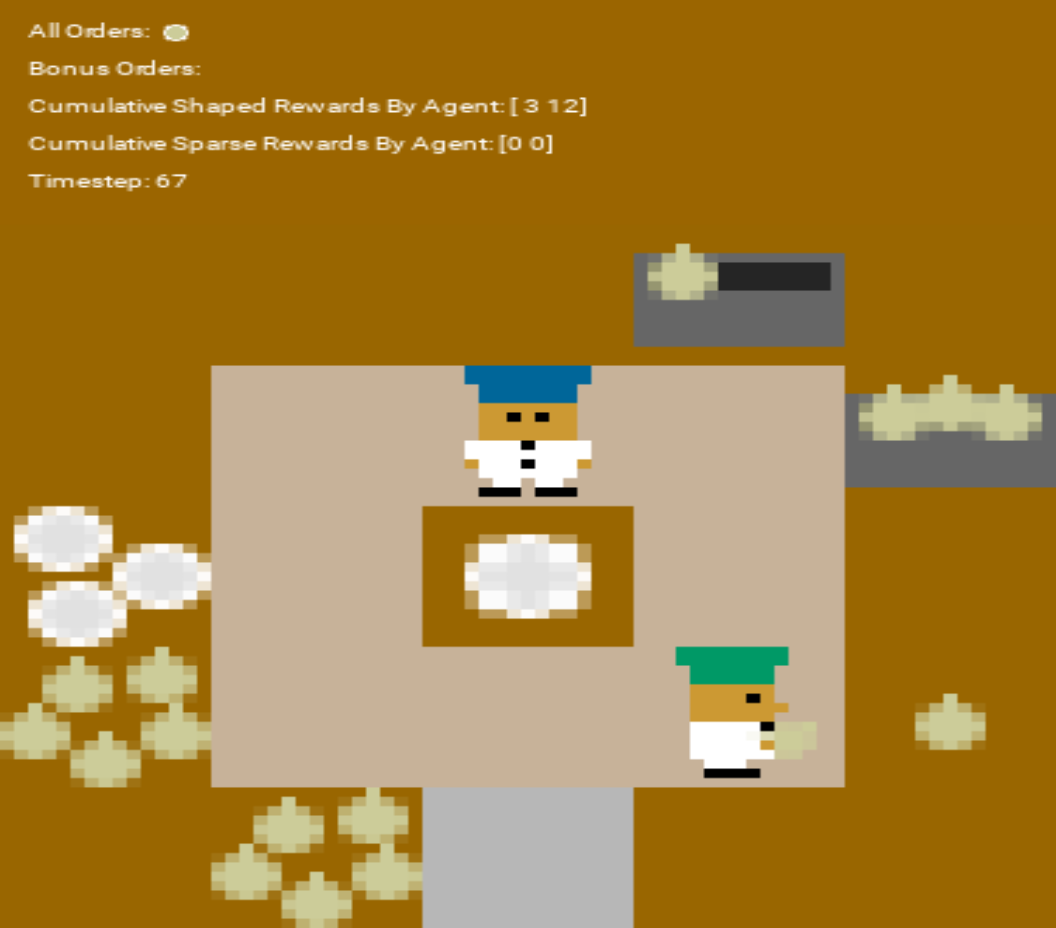 All Orders:
Bonus Orders:
Cumulative Shaped Rewards By Agent: [ 3 12]
Cumulative Sparse Rewards By Agent: [0 0]
Timestep: 67